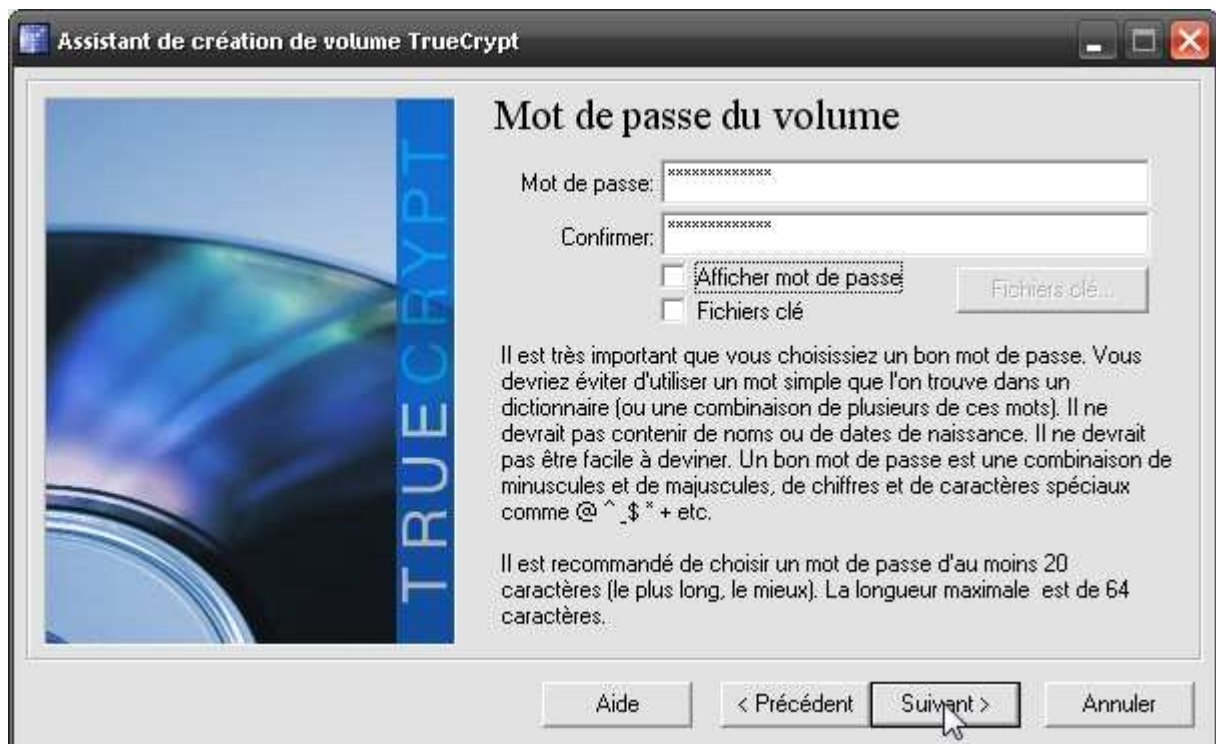 Assistant de création de volume TrueCrypt
TRUECRYPT
Mot de passe du volume
Mot de passe: *************
Confirmer: *************
Afficher mot de passe
Fichiers clé...
Fichiers clé
Il est très important que vous choisissiez un bon mot de passe. Vous
devriez éviter d'utiliser un mot simple que l'on trouve dans un
dictionnaire (ou une combinaison de plusieurs de ces mots). Il ne
devrait pas contenir de noms ou de dates de naissance. Il ne devrait
pas être facile à deviner. Un bon mot de passe est une combinaison de
minuscules et de majuscules, de chiffres et de caractères spéciaux
comme @ ^ _$ * + etc.
Il est recommandé de choisir un mot de passe d'au moins 20
caractères (le plus long, le mieux). La longueur maximale est de 64
caractères.
Aide
< Précédent
Suivant >
Annuler